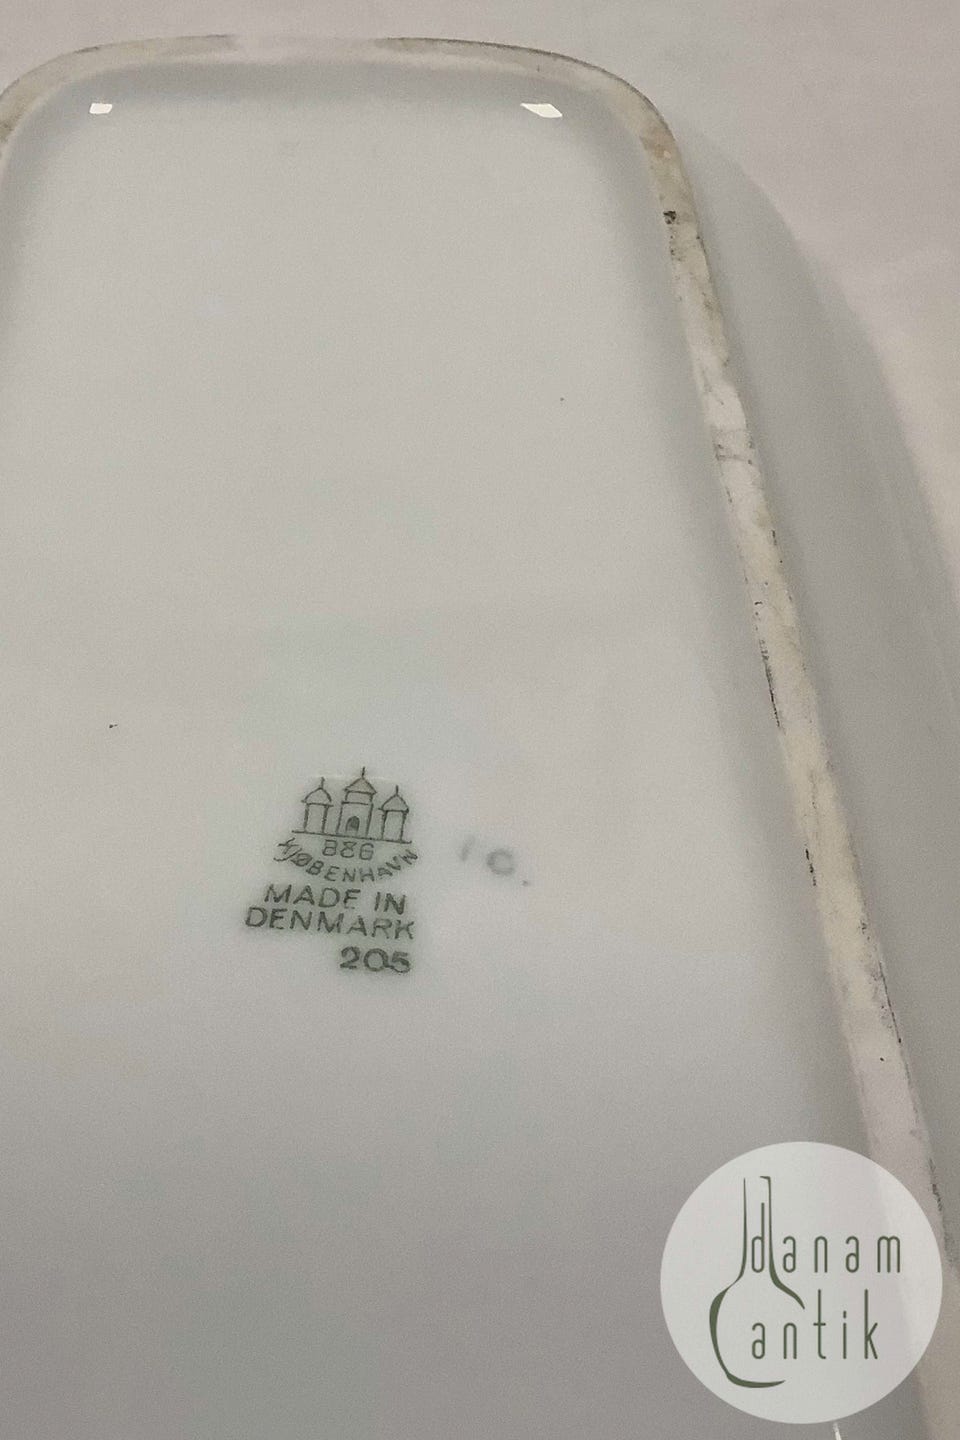 B&G
KJØBENHAVN
MADE IN
DENMARK
205
danam
antik